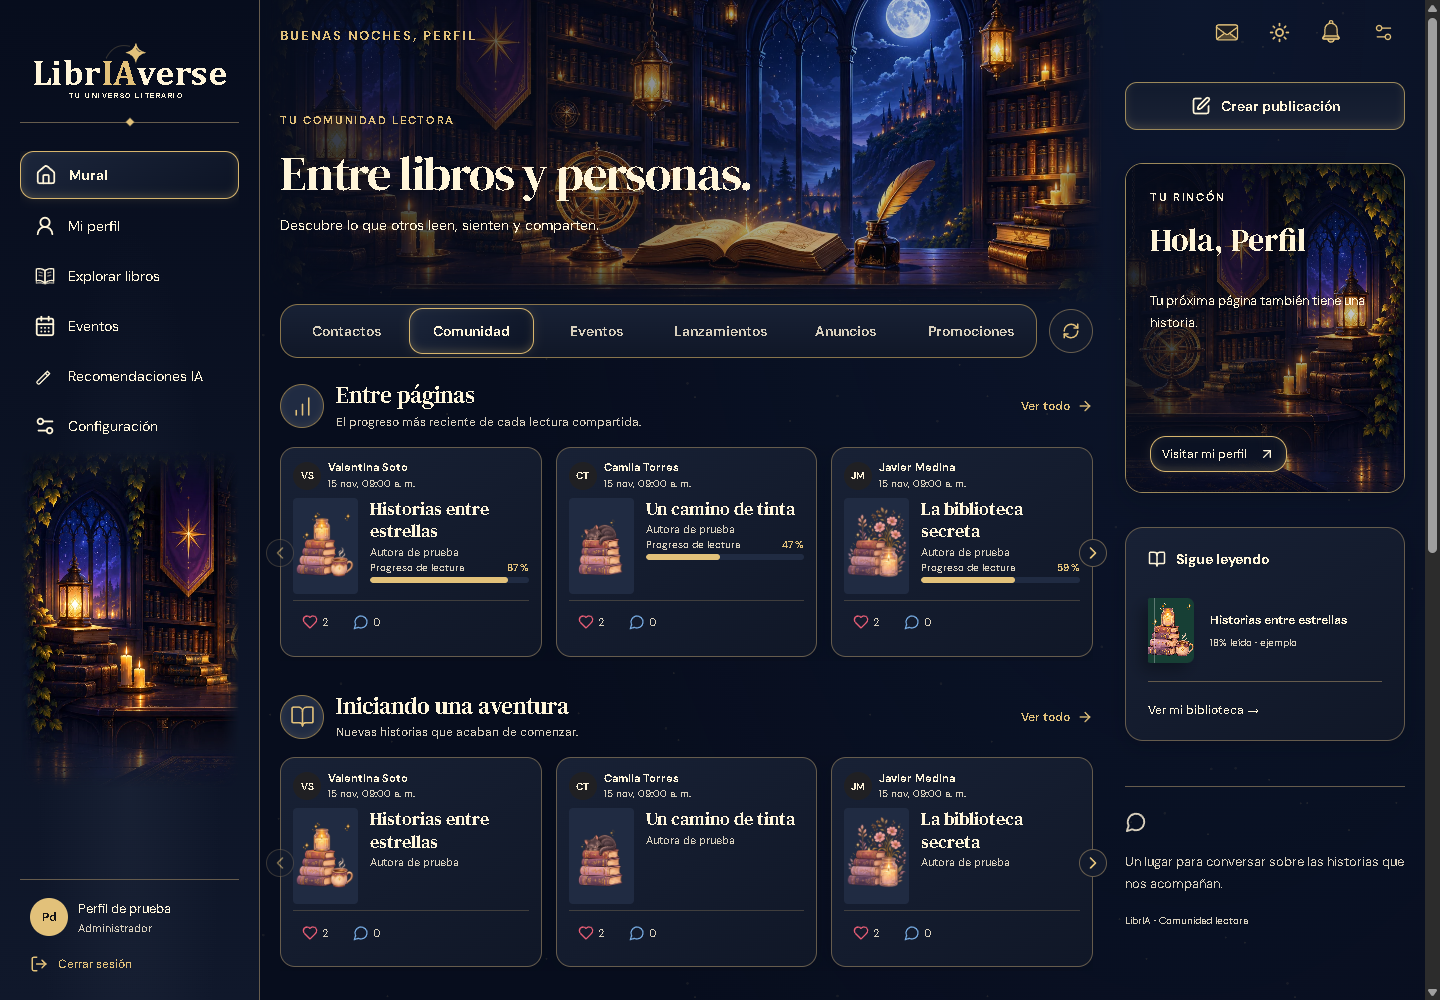 LibrIAverse
TU UNIVERSO LITERARIO
Mural
Mi perfil
Explorar libros
Eventos
Recomendaciones IA
Configuración
Pd
Perfil de prueba
Administrador
Cerrar sesión
BUENAS NOCHES, PERFIL
TU COMUNIDAD LECTORA
Entre libros y personas.
Descubre lo que otros leen, sienten y comparten.
Contactos
Comunidad
Eventos
Lanzamientos
Anuncios
Promociones
Entre páginas
El progreso más reciente de cada lectura compartida.
Ver todo
VS
Valentina Soto
15 nov, 09:00 a. m.
Historias entre
estrellas
Autora de prueba
Progreso de lectura 87 %
2 0
CT
Camila Torres
15 nov, 09:00 a. m.
Un camino de tinta
Autora de prueba
Progreso de lectura 47 %
2 0
JM
Javier Medina
15 nov, 09:00 a. m.
La biblioteca
secreta
Autora de prueba
Progreso de lectura 59 %
2 0
Iniciando una aventura
Nuevas historias que acaban de comenzar.
Ver todo
VS
Valentina Soto
15 nov, 09:00 a. m.
Historias entre
estrellas
Autora de prueba
2 0
CT
Camila Torres
15 nov, 09:00 a. m.
Un camino de tinta
Autora de prueba
2 0
JM
Javier Medina
15 nov, 09:00 a. m.
La biblioteca
secreta
Autora de prueba
2 0
Crear publicación
TU RINCÓN
Hola, Perfil
Tu próxima página también tiene una
historia.
Visitar mi perfil
Sigue leyendo
Historias entre estrellas
18% leído · ejemplo
Ver mi biblioteca →
Un lugar para conversar sobre las historias que
nos acompañan.
LibrIA · Comunidad lectora